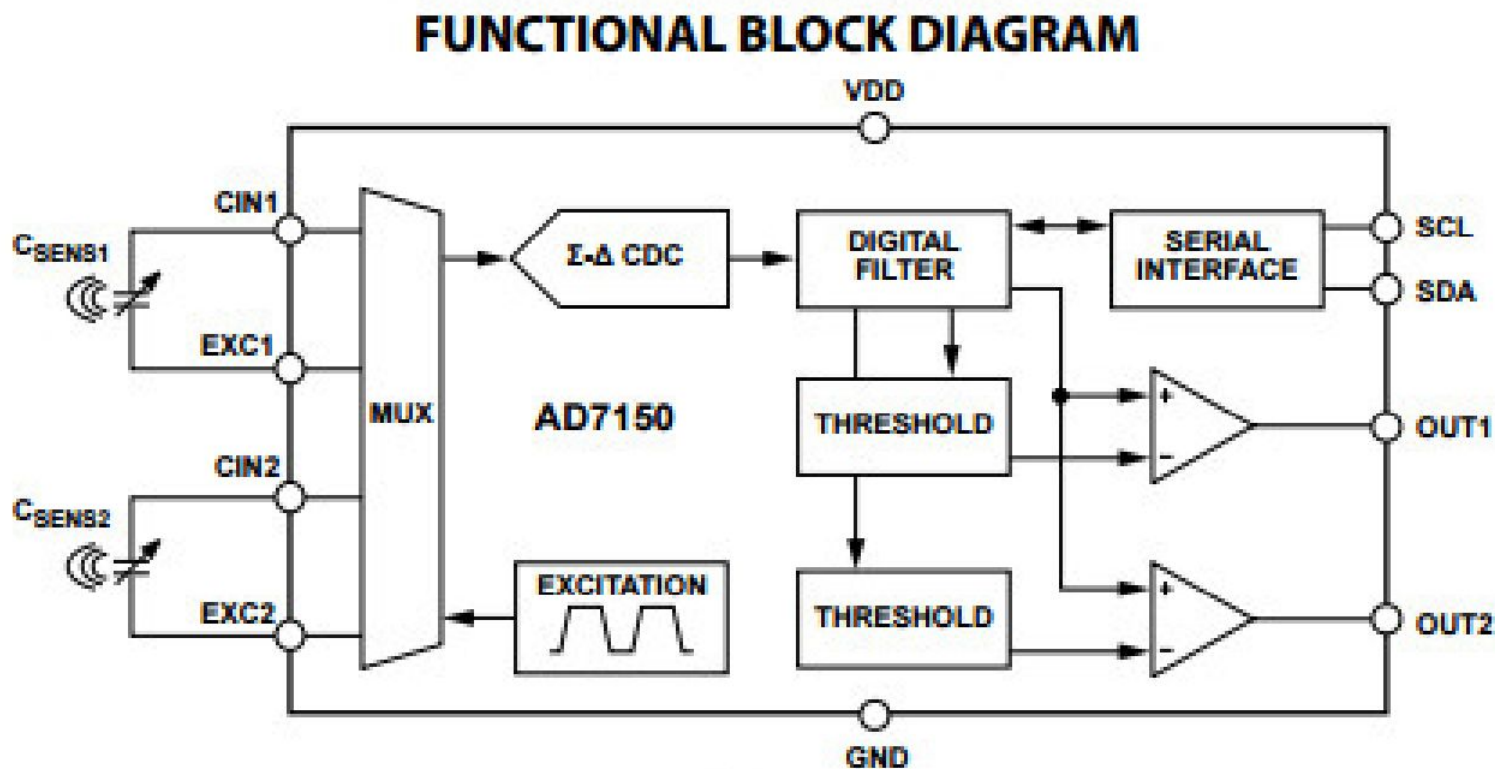 FUNCTIONAL BLOCK DIAGRAM
VDD
CIN1
CSENS1
EXC1
CIN2
CSENS2
EXC2
MUX
Σ-Δ CDC
AD7150
EXCITATION
DIGITAL
FILTER
SERIAL
INTERFACE
THRESHOLD
THRESHOLD
+
−
+
−
SCL
SDA
OUT1
OUT2
GND